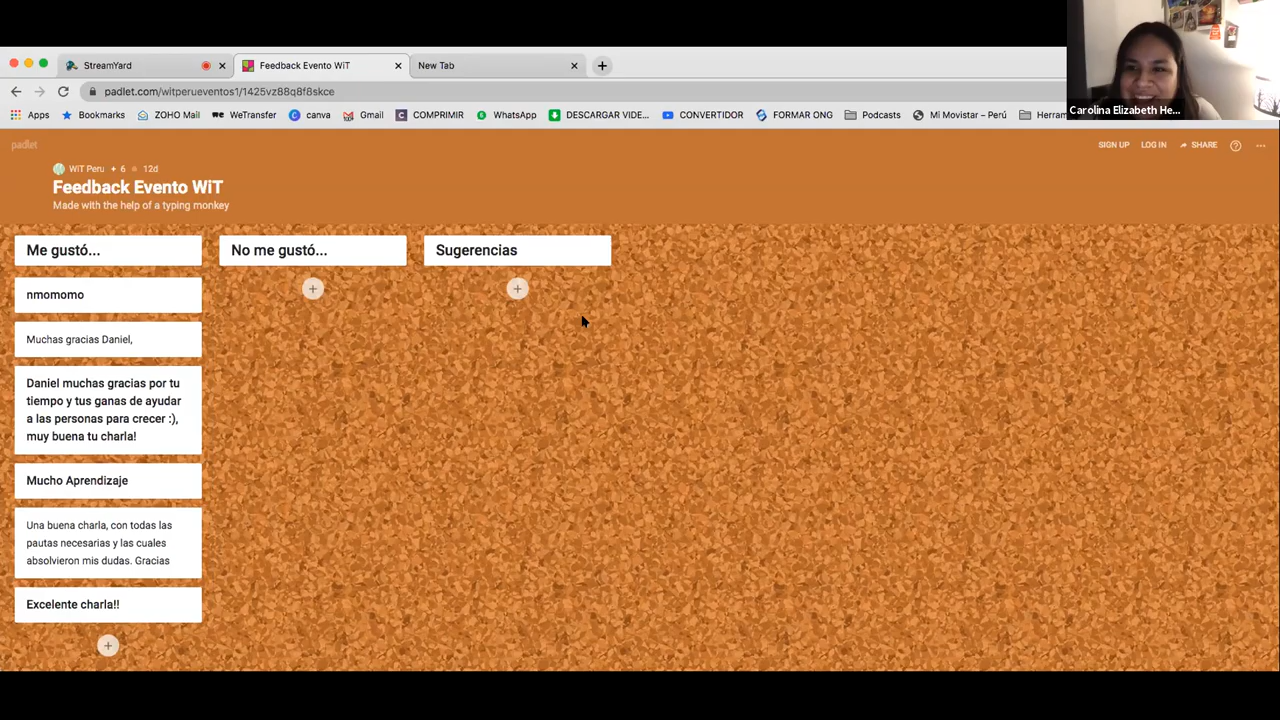 StreamYard
Feedback Evento WiT
New Tab
padlet.com/witperueventos1/1425vz88q8f8skce
Apps
Bookmarks
ZOHO Mail
WeTransfer
canva
Gmail
COMPRIMIR
WhatsApp
DESCARGAR VIDE...
CONVERTIDOR
FORMAR ONG
Podcasts
Mi Movistar – Perú
Herram
Carolina Elizabeth He...
padlet
SIGN UP
LOG IN
SHARE
WiT Peru + 6 12d
Feedback Evento WiT
Made with the help of a typing monkey
Me gustó...
nmomomo
Muchas gracias Daniel,
Daniel muchas gracias por tu
tiempo y tus ganas de ayudar
a las personas para crecer :),
muy buena tu charla!
Mucho Aprendizaje
Una buena charla, con todas las
pautas necesarias y las cuales
absolvieron mis dudas. Gracias
Excelente charla!!
No me gustó...
Sugerencias